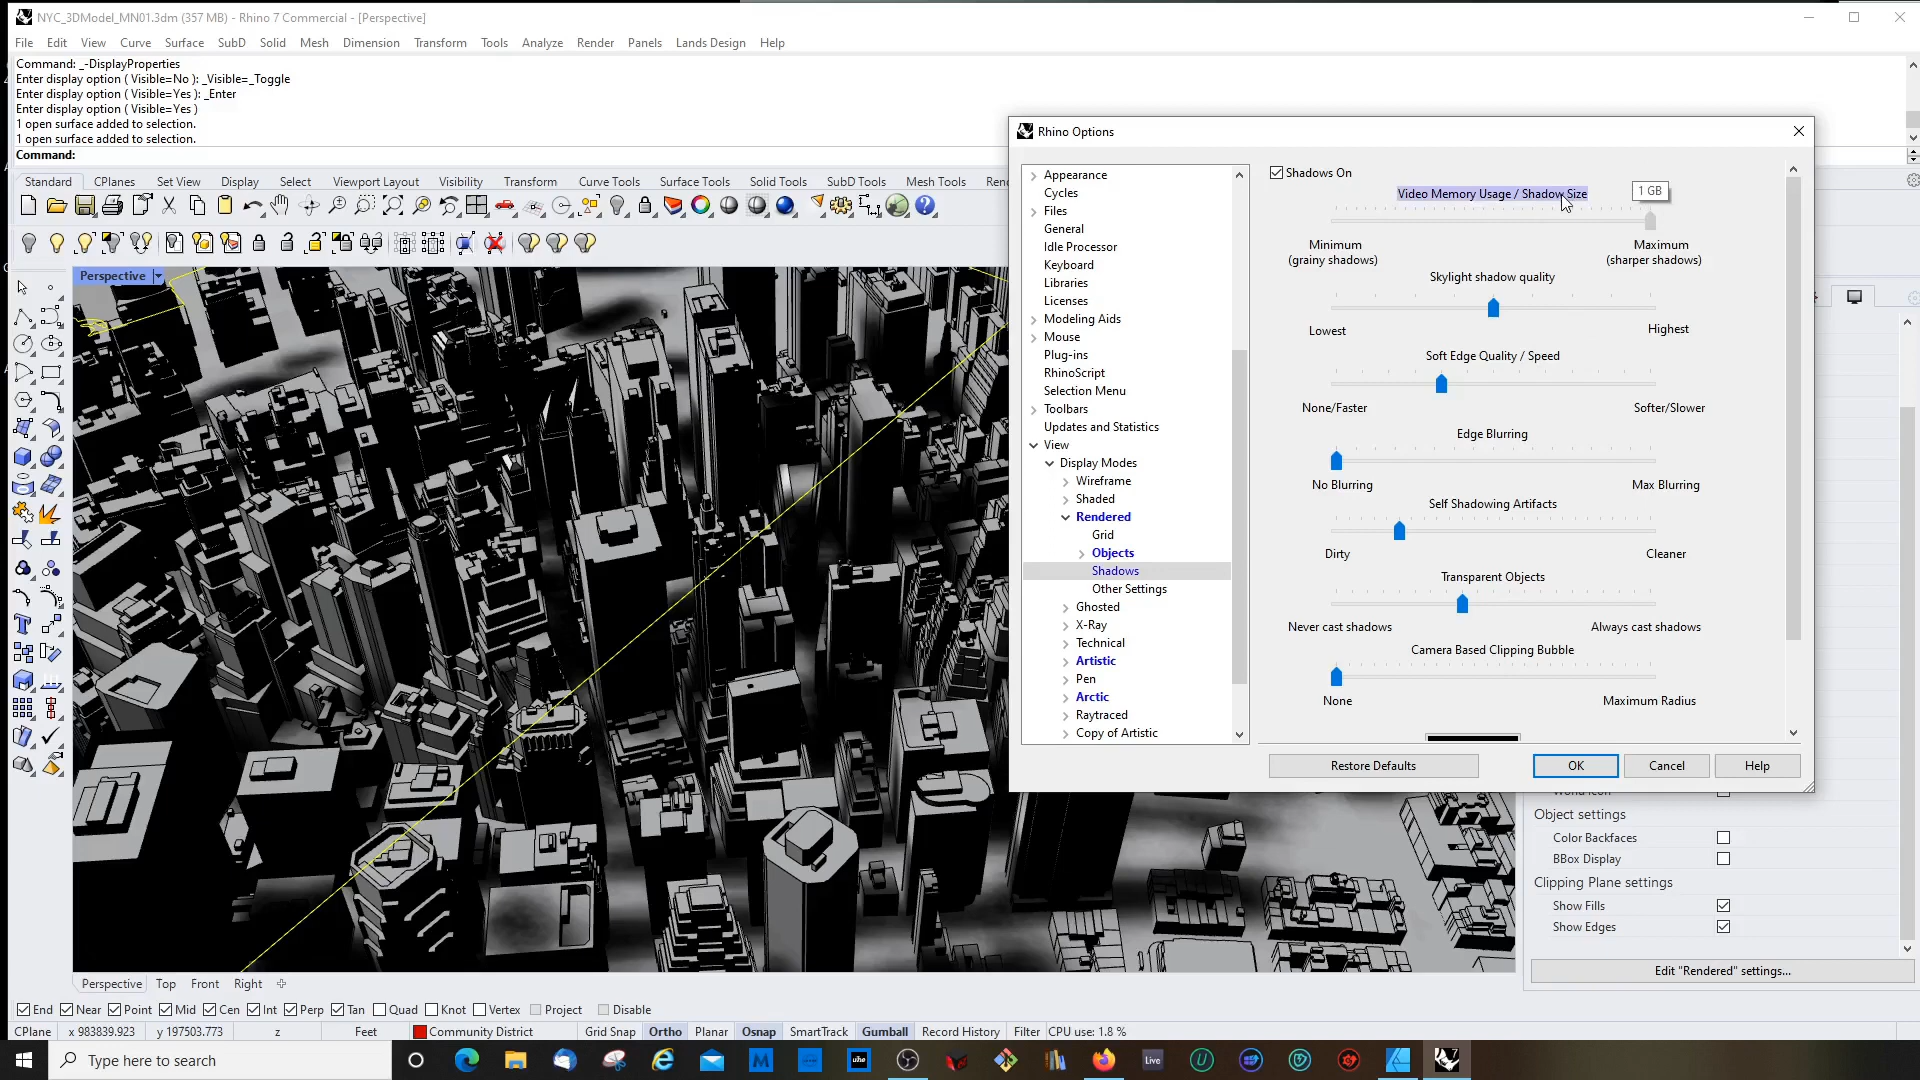 NYC_3DModel_MN01.3dm (357 MB) - Rhino 7 Commercial - [Perspective]
File Edit View Curve Surface SubD Solid Mesh Dimension Transform Tools Analyze Render Panels Lands Design Help
Command: _-DisplayProperties
Enter display option ( Visible=No ): _Visible=_Toggle
Enter display option ( Visible=Yes ): _Enter
Enter display option ( Visible=Yes )
1 open surface added to selection.
1 open surface added to selection.
Command:
Standard CPlanes Set View Display Select Viewport Layout Visibility Transform Curve Tools Surface Tools Solid Tools SubD Tools Mesh Tools
Perspective
Rhino Options
Appearance
Cycles
Files
General
Idle Processor
Keyboard
Libraries
Licenses
Modeling Aids
Mouse
Plug-ins
RhinoScript
Selection Menu
Toolbars
Updates and Statistics
View
Display Modes
Wireframe
Shaded
Rendered
Grid
Objects
Shadows
Other Settings
Ghosted
X-Ray
Technical
Artistic
Pen
Arctic
Raytraced
Copy of Artistic
Shadows On
Video Memory Usage / Shadow Size
1 GB
Minimum Maximum
(grainy shadows) (sharper shadows)
Skylight shadow quality
Lowest Highest
Soft Edge Quality / Speed
None/Faster Softer/Slower
Edge Blurring
No Blurring Max Blurring
Self Shadowing Artifacts
Dirty Cleaner
Transparent Objects
Never cast shadows Always cast shadows
Camera Based Clipping Bubble
None Maximum Radius
Restore Defaults OK Cancel Help
Object settings
Color Backfaces
BBox Display
Clipping Plane settings
Show Fills
Show Edges
Edit "Rendered" settings...
Perspective Top Front Right
End Near Point Mid Cen Int Perp Tan Quad Knot Vertex Project Disable
CPlane x 983839.923 y 197503.773 z Feet Community District Grid Snap Ortho Planar Osnap SmartTrack Gumball Record History Filter CPU use: 1.8 %
Type here to search
uhe
Live